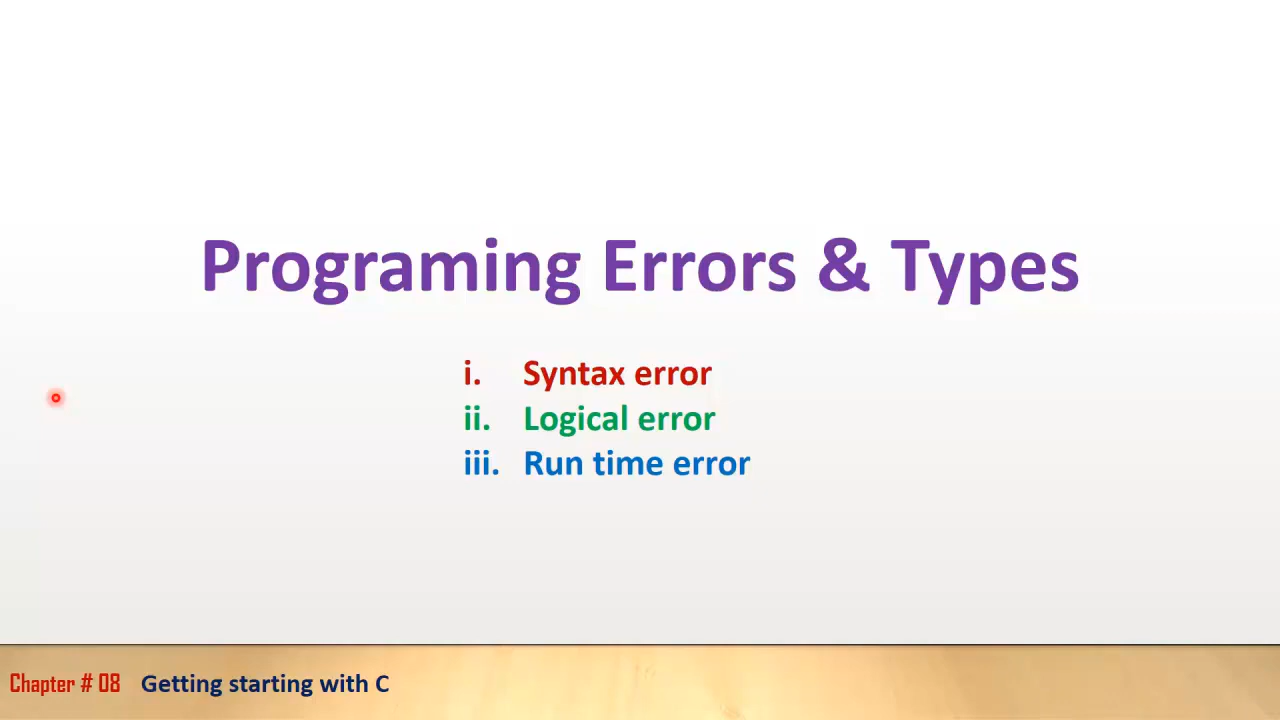 Programing Errors & Types
i. Syntax error
ii. Logical error
iii. Run time error
Chapter # 08 Getting starting with C